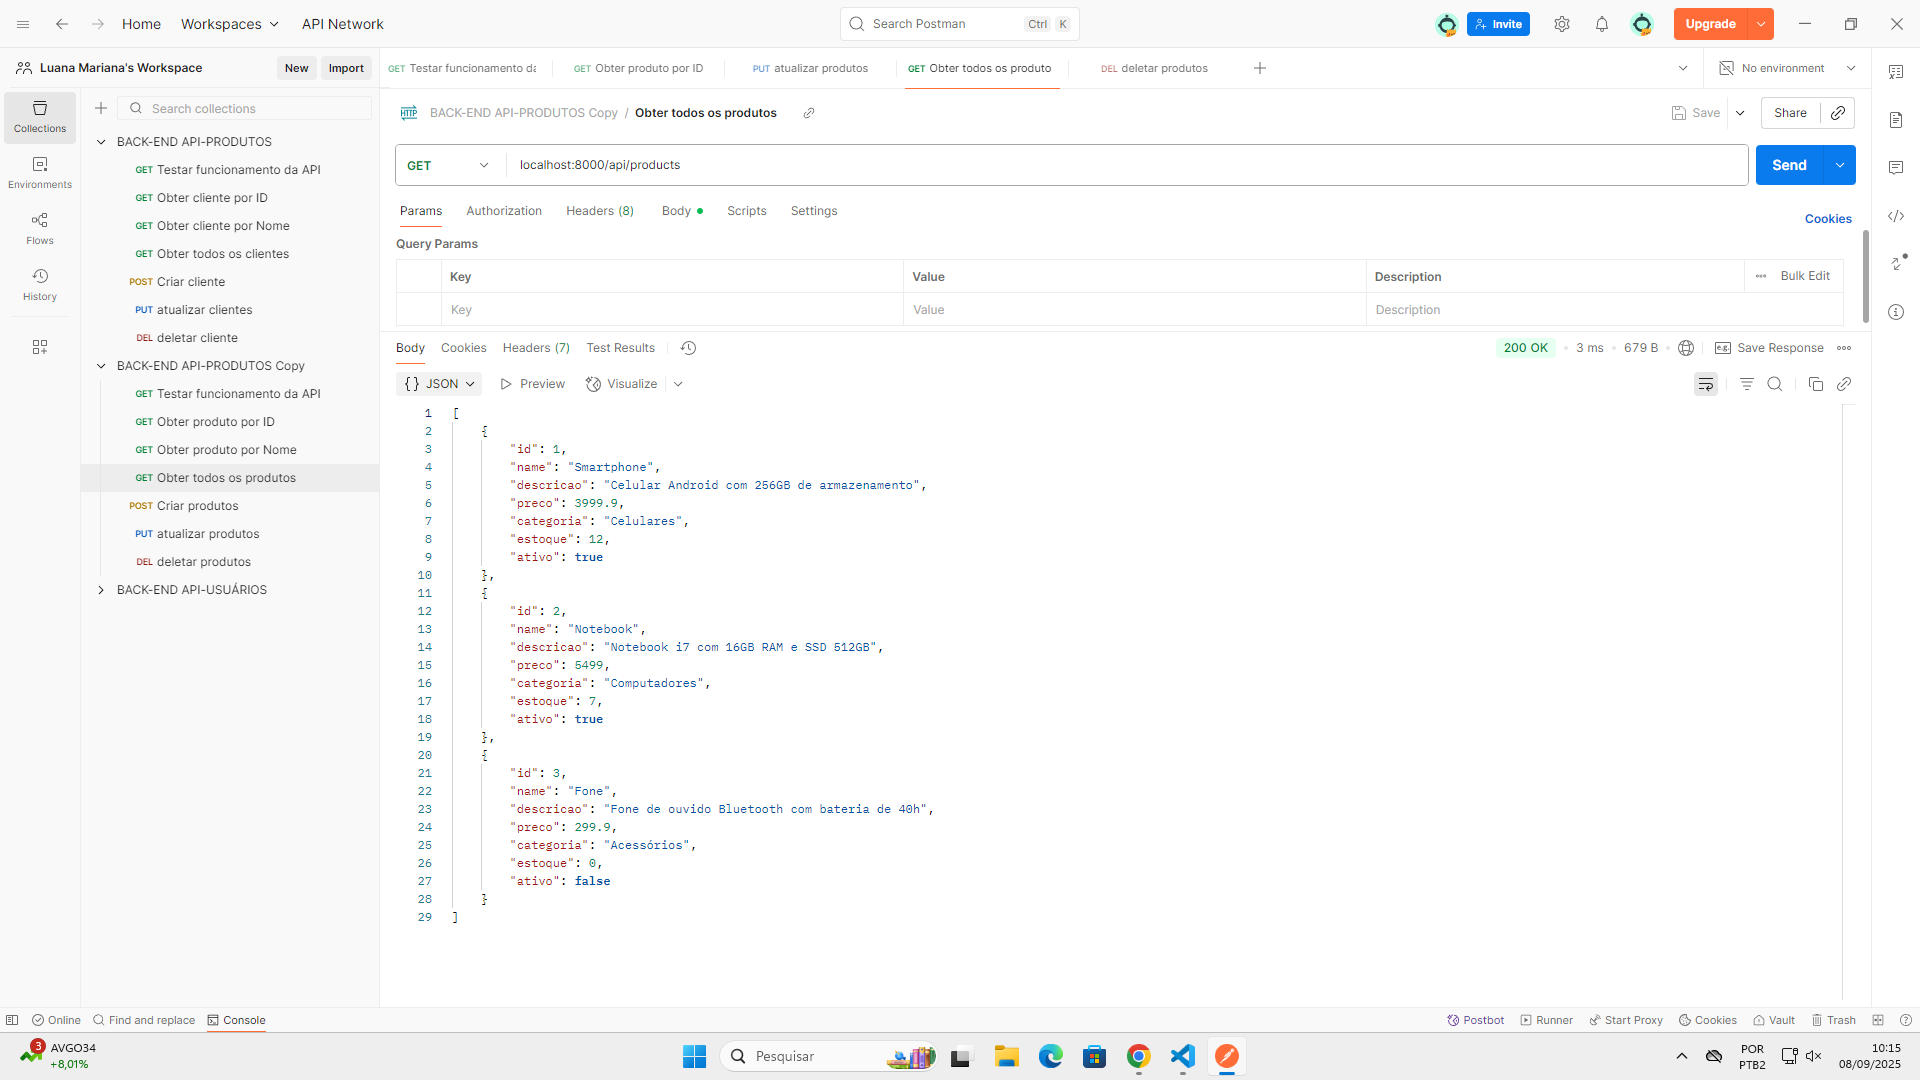 Home Workspaces API Network Search Postman Ctrl K Invite Upgrade
Luana Mariana's Workspace New Import GET Testar funcionamento da GET Obter produto por ID PUT atualizar produtos GET Obter todos os produto DEL deletar produtos No environment
Collections
Environments
Flows
History
Search collections
BACK-END API-PRODUTOS
GET Testar funcionamento da API
GET Obter cliente por ID
GET Obter cliente por Nome
GET Obter todos os clientes
POST Criar cliente
PUT atualizar clientes
DEL deletar cliente
BACK-END API-PRODUTOS Copy
GET Testar funcionamento da API
GET Obter produto por ID
GET Obter produto por Nome
GET Obter todos os produtos
POST Criar produtos
PUT atualizar produtos
DEL deletar produtos
BACK-END API-USUÁRIOS
HTTP BACK-END API-PRODUTOS Copy / Obter todos os produtos Save Share
GET localhost:8000/api/products Send
Params Authorization Headers (8) Body Scripts Settings Cookies
Query Params
Key Value Description Bulk Edit
Key Value Description
Body Cookies Headers (7) Test Results 200 OK 3 ms 679 B e.g. Save Response
{ } JSON Preview Visualize
1 [
2 {
3 "id": 1,
4 "name": "Smartphone",
5 "descricao": "Celular Android com 256GB de armazenamento",
6 "preco": 3999.9,
7 "categoria": "Celulares",
8 "estoque": 12,
9 "ativo": true
10 },
11 {
12 "id": 2,
13 "name": "Notebook",
14 "descricao": "Notebook i7 com 16GB RAM e SSD 512GB",
15 "preco": 5499,
16 "categoria": "Computadores",
17 "estoque": 7,
18 "ativo": true
19 },
20 {
21 "id": 3,
22 "name": "Fone",
23 "descricao": "Fone de ouvido Bluetooth com bateria de 40h",
24 "preco": 299.9,
25 "categoria": "Acessórios",
26 "estoque": 0,
27 "ativo": false
28 }
29 ]
Online Find and replace Console Postbot Runner Start Proxy Cookies Vault Trash
3 AVGO34
+8,01%
Pesquisar
POR
PTB2
10:15
08/09/2025